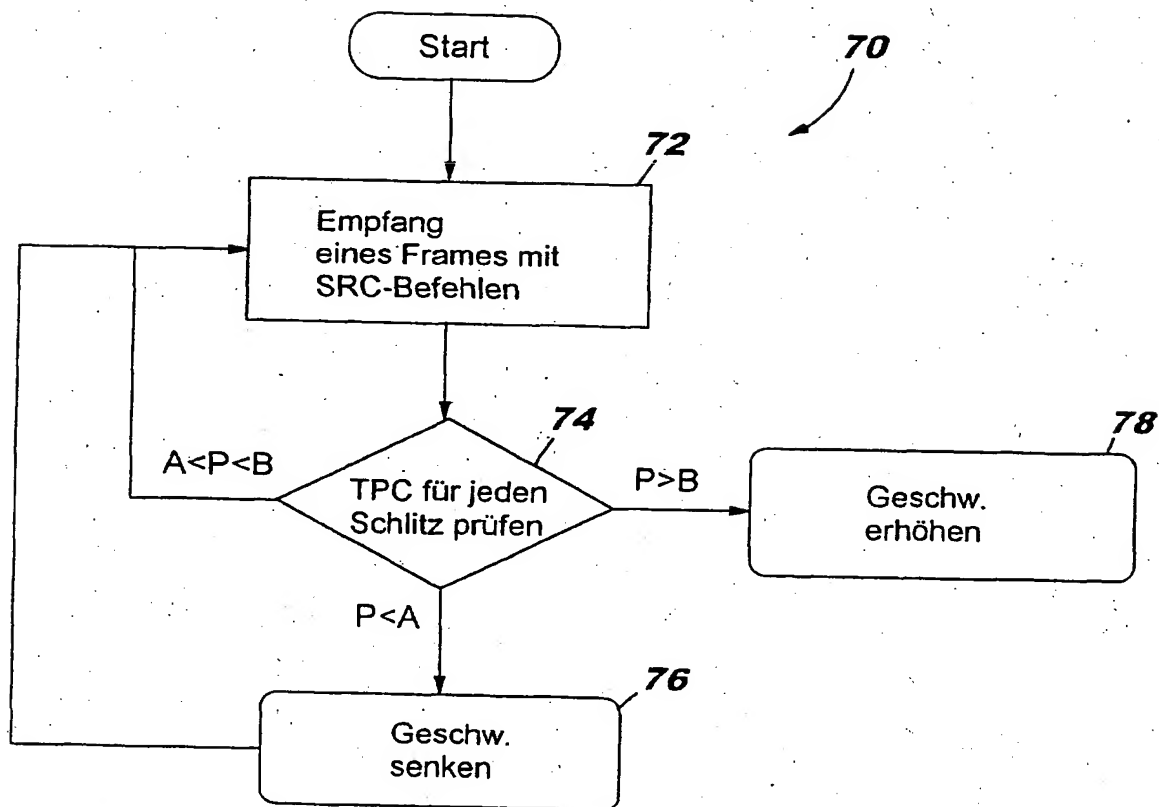 Start
70
72
Empfang
eines Frames mit
SRC-Befehlen
74
78
A<P<B
TPC für jeden
Schlitz prüfen
P>B
Geschw.
erhöhen
P<A
76
Geschw.
senken